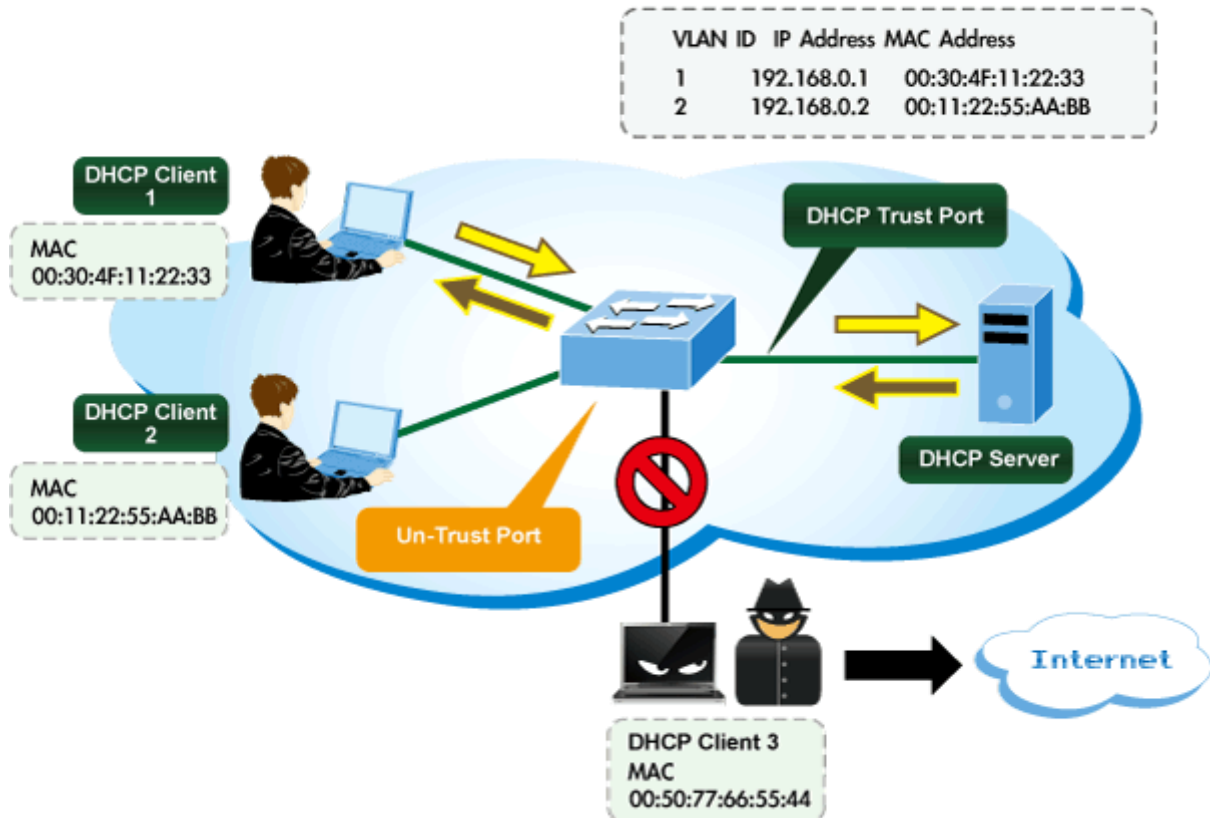 VLAN ID IP Address MAC Address
1 192.168.0.1 00:30:4F:11:22:33
2 192.168.0.2 00:11:22:55:AA:BB
DHCP Client
1
MAC
00:30:4F:11:22:33
DHCP Trust Port
DHCP Client
2
MAC
00:11:22:55:AA:BB
DHCP Server
Un-Trust Port
Internet
DHCP Client 3
MAC
00:50:77:66:55:44